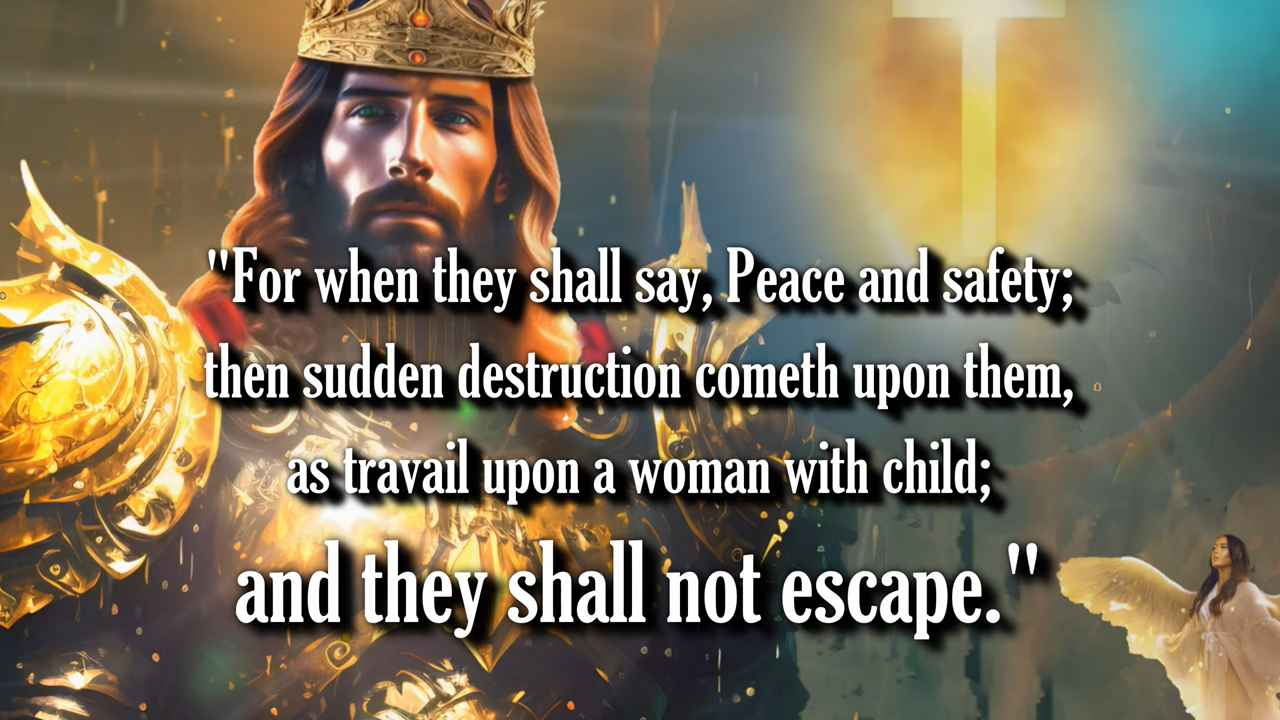 "For when they shall say, Peace and safety;
then sudden destruction cometh upon them,
as travail upon a woman with child;
and they shall not escape."